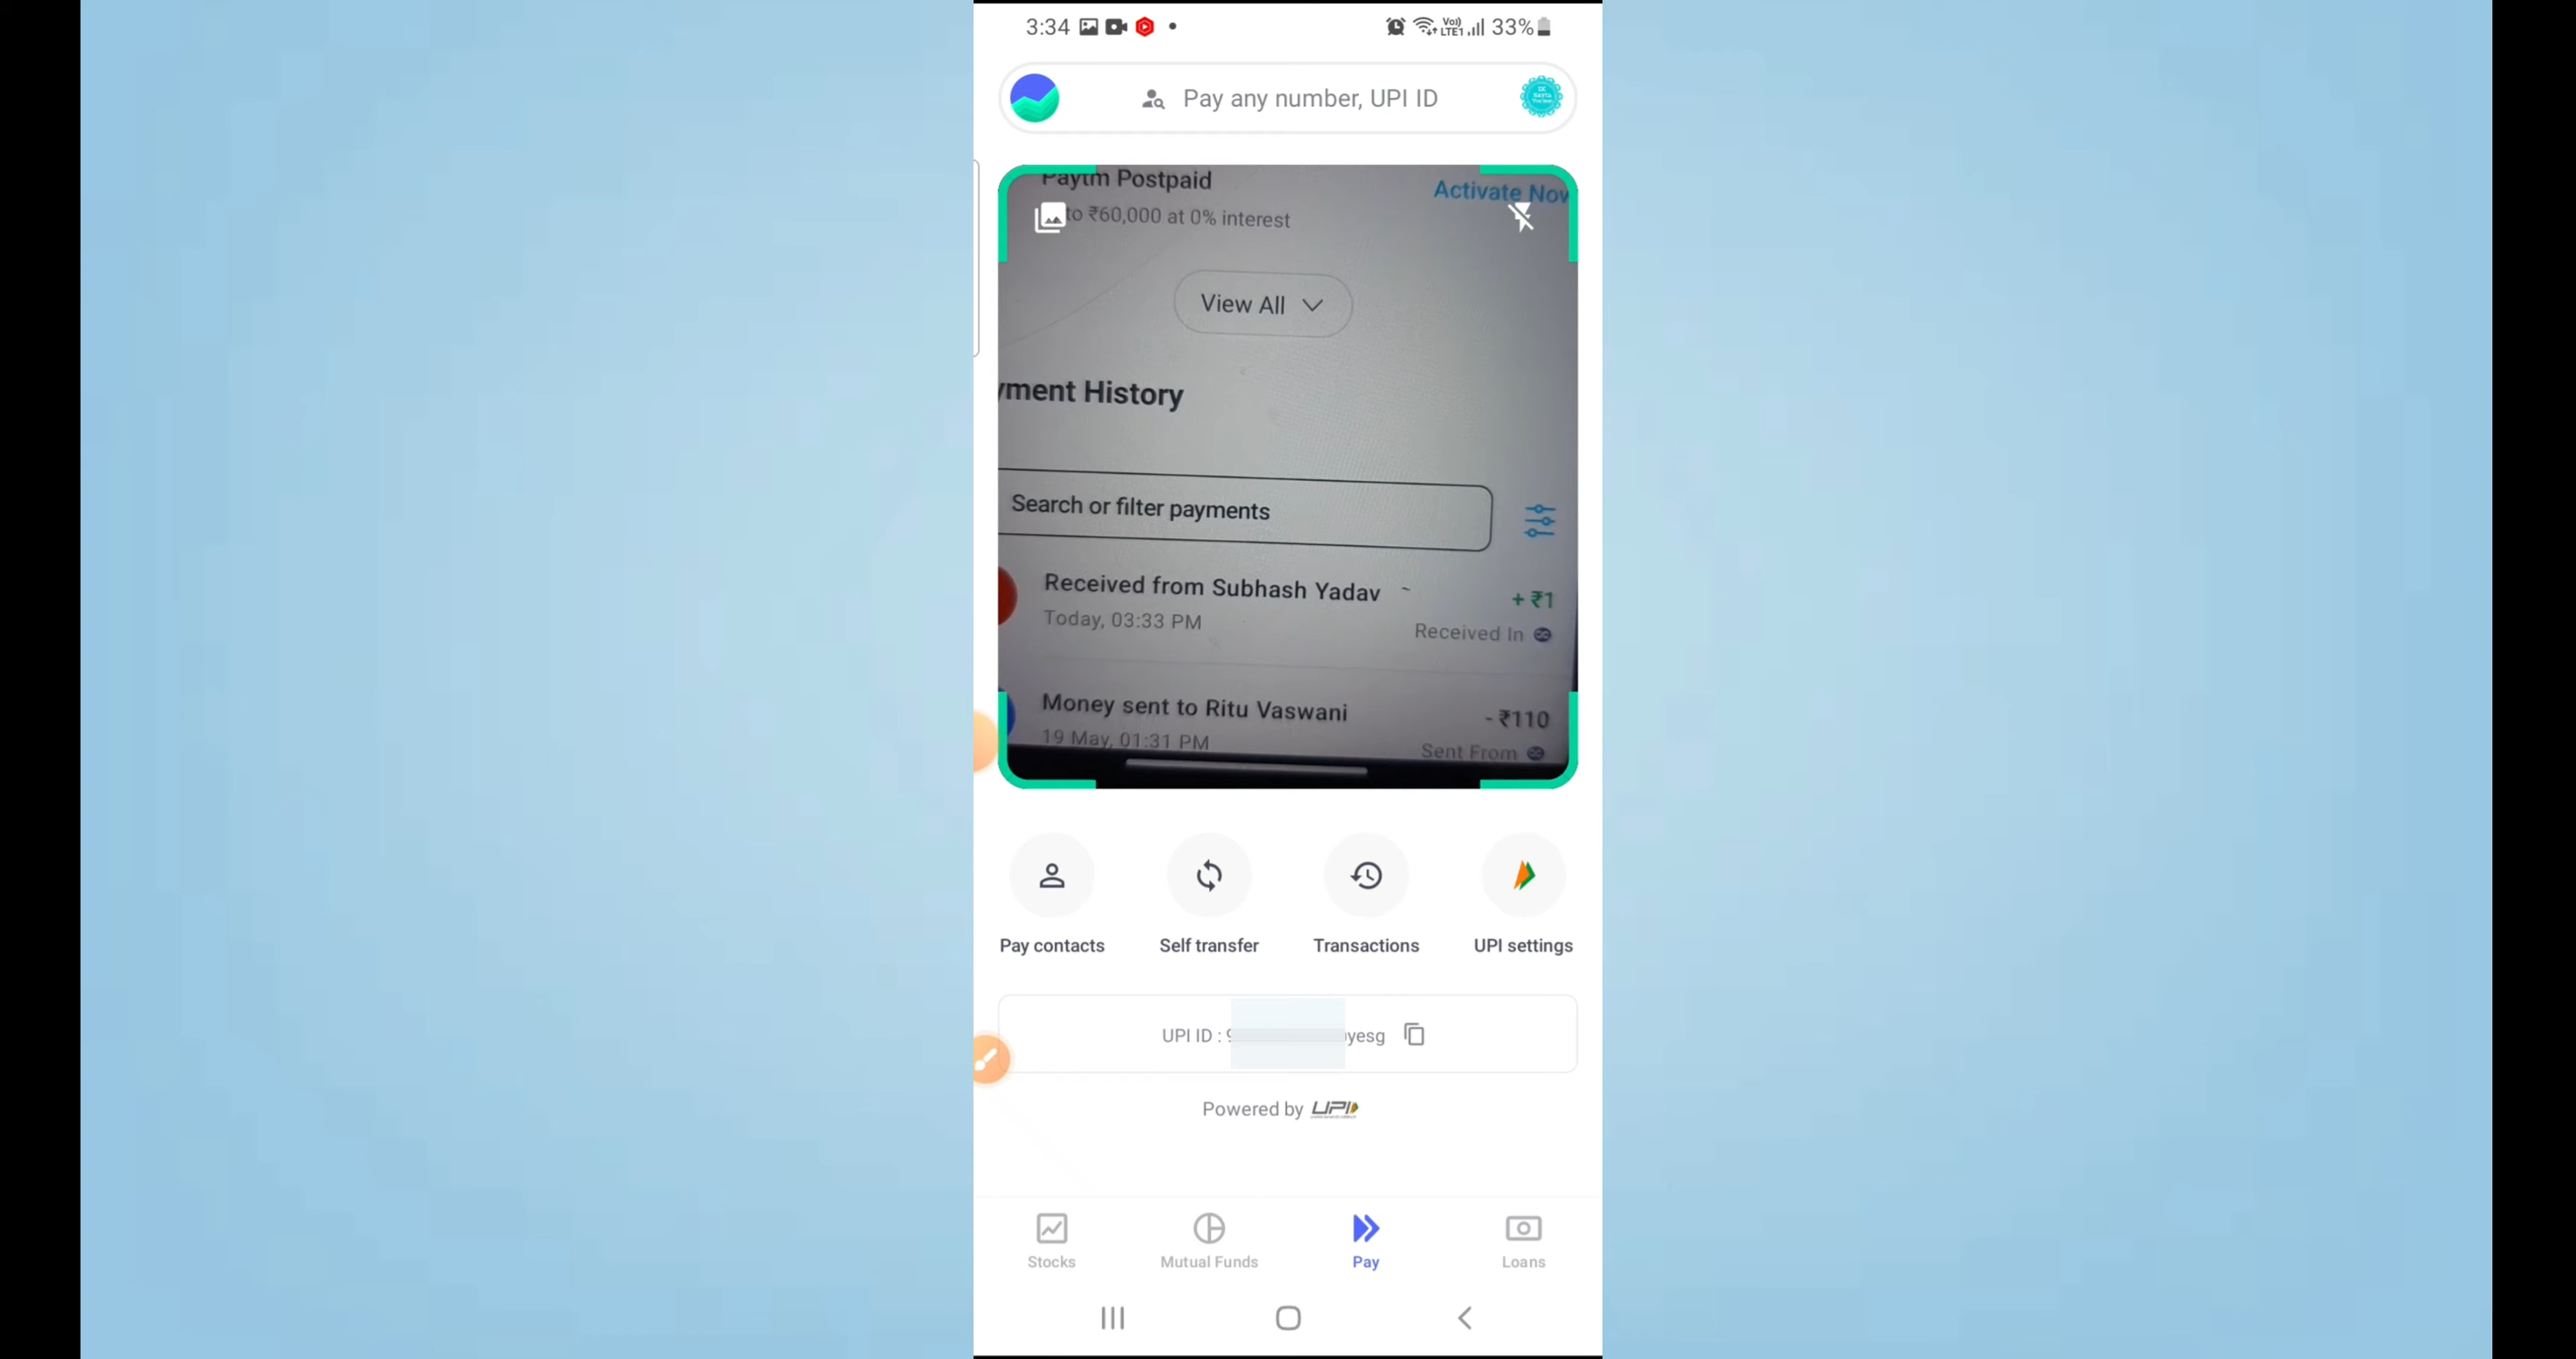 3:34
Vo)) LTE1 33%
Pay any number, UPI ID
Paytm Postpaid
Activate Now
to ₹60,000 at 0% interest
View All
yment History
Search or filter payments
Received from Subhash Yadav
+ ₹1
Today, 03:33 PM
Received In
Money sent to Ritu Vaswani
- ₹110
19 May, 01:31 PM
Sent From
Pay contacts
Self transfer
Transactions
UPI settings
UPI ID : 9 yesg
Powered by UPI
Stocks
Mutual Funds
Pay
Loans